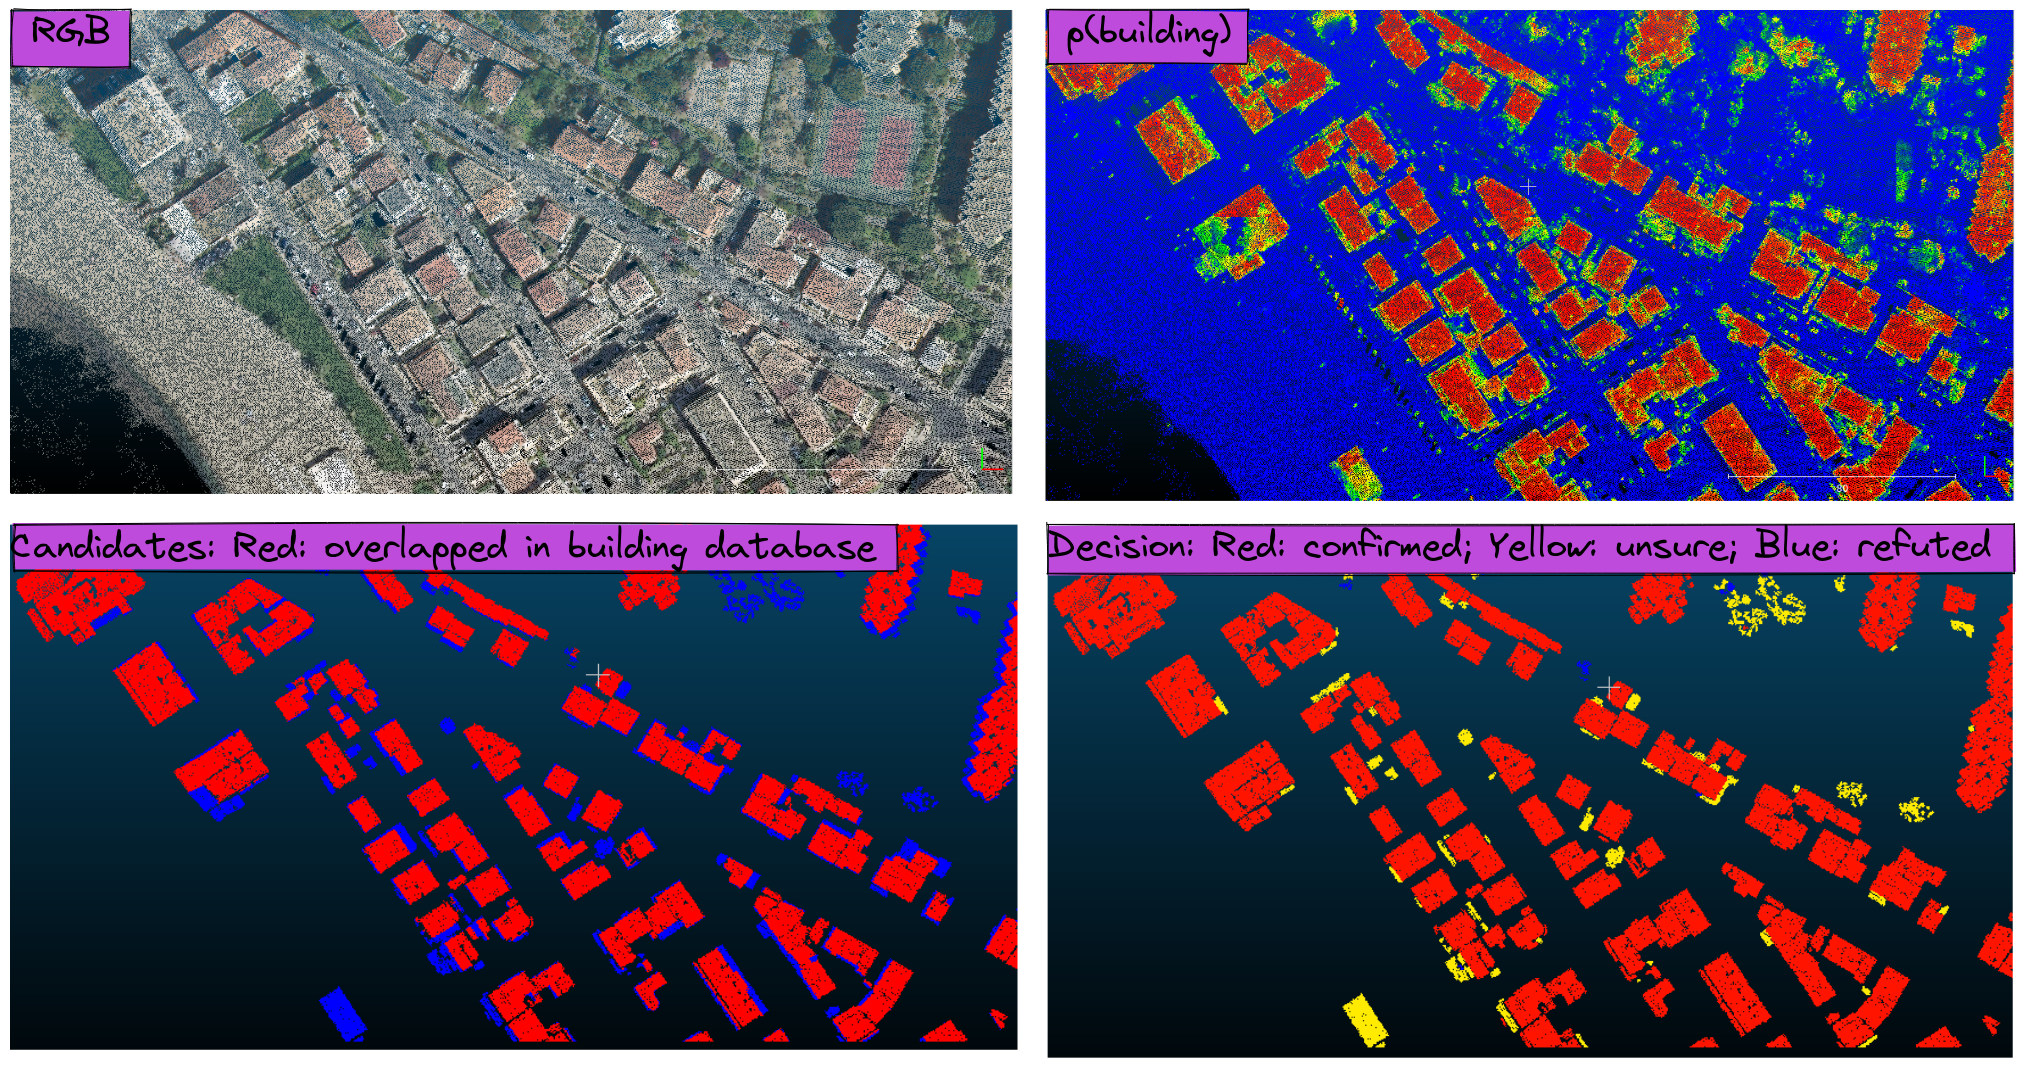 RGB
p(building)
Candidates: Red: overlapped in building database
Decision: Red: confirmed; Yellow: unsure; Blue: refuted